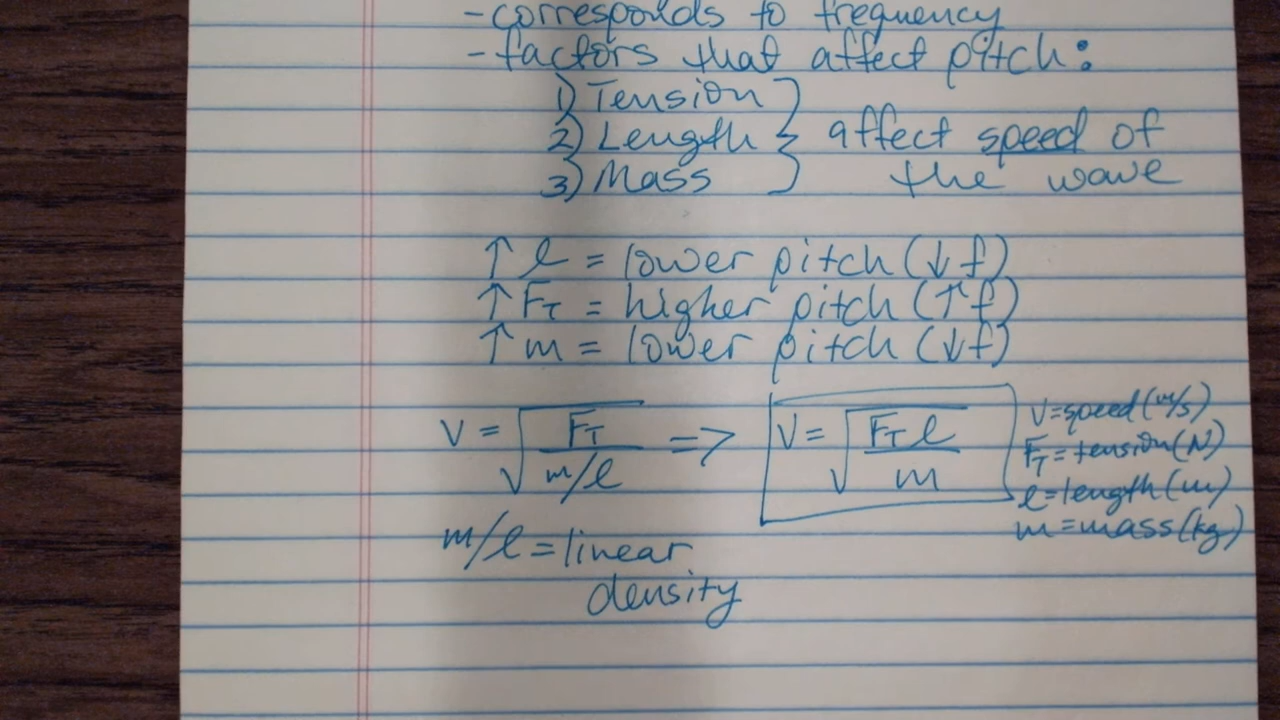 - corresponds to frequency
- factors that affect pitch:
1) Tension
2) Length } affect speed of
3) Mass the wave
↑ l = lower pitch (↓ f)
↑ FT = higher pitch (↑ f)
↑ m = lower pitch (↓ f)
V = √(FT / m/l) => V = √(FT l / m)
V = speed (m/s)
FT = tension (N)
l = length (m)
m = mass (kg)
m/l = linear
density